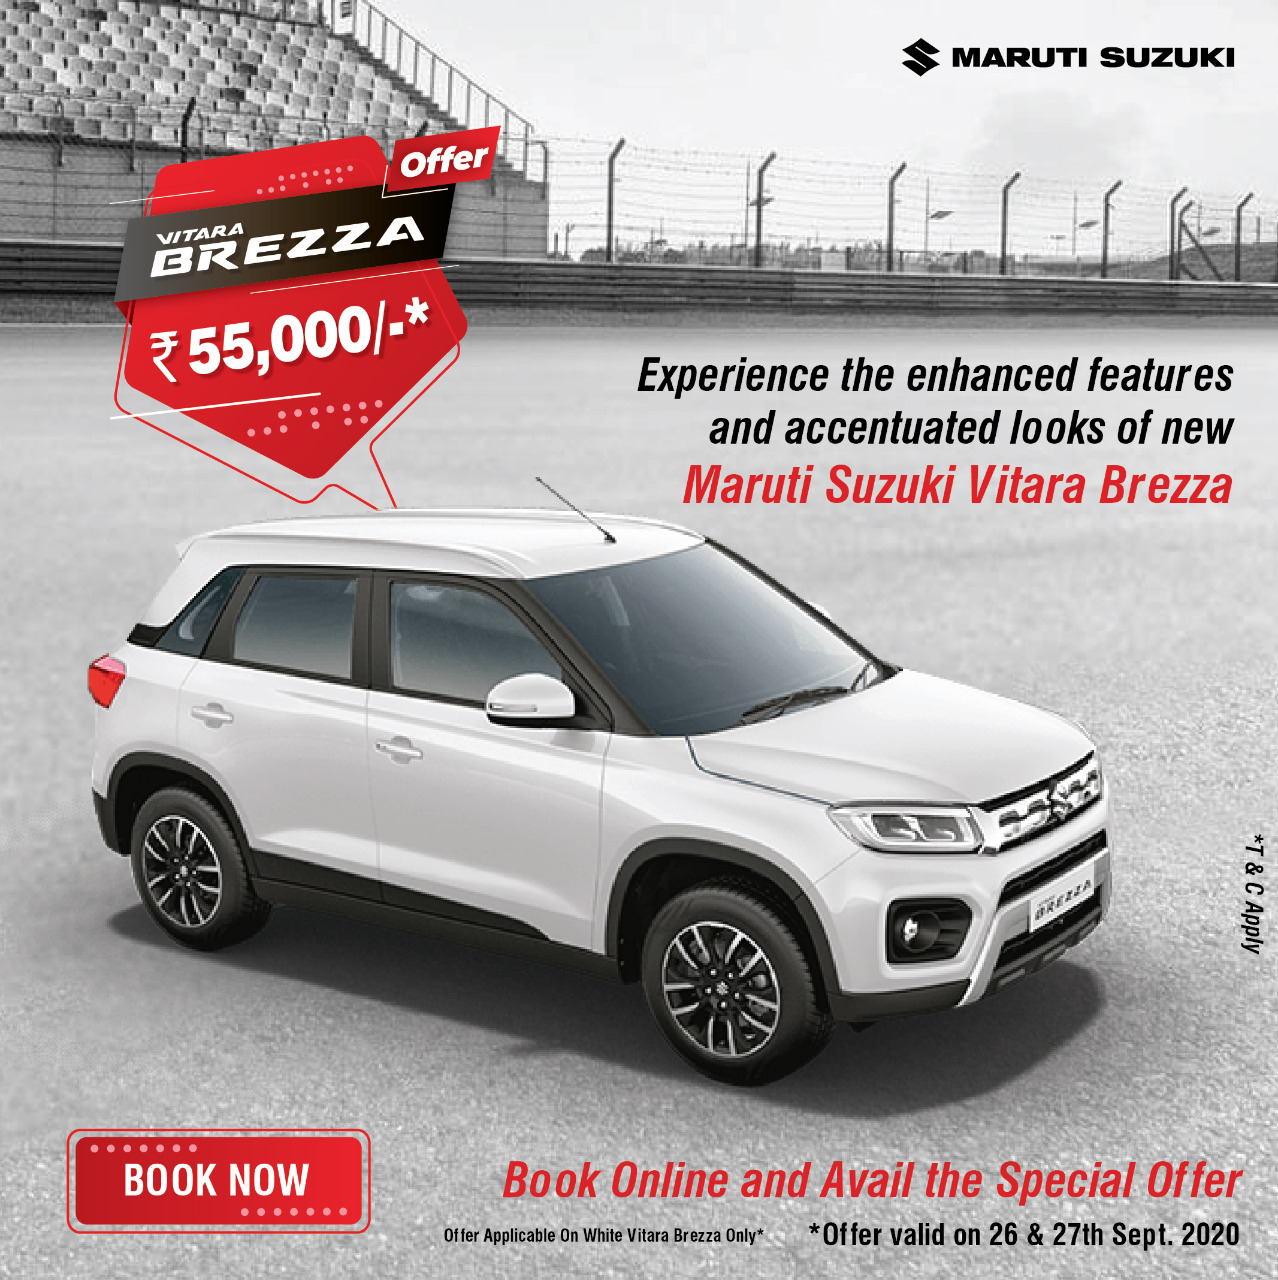 MARUTI SUZUKI
Offer
VITARA
BREZZA
₹55,000/-*
Experience the enhanced features
and accentuated looks of new
Maruti Suzuki Vitara Brezza
BREZZA
*T & C Apply
BOOK NOW
Book Online and Avail the Special Offer
Offer Applicable On White Vitara Brezza Only*
*Offer valid on 26 & 27th Sept. 2020